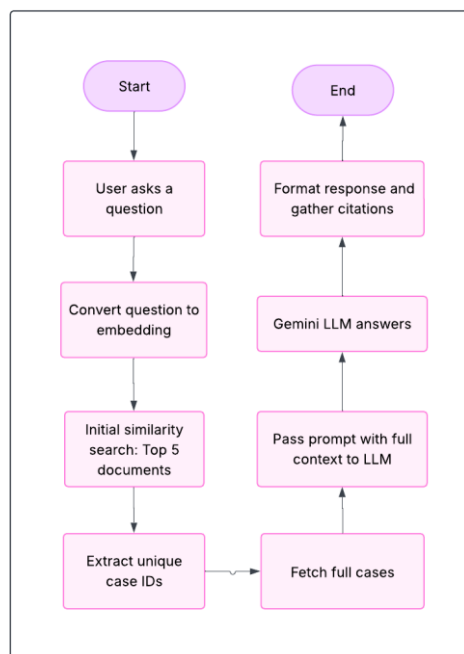 Start
User asks a
question
Convert question to
embedding
Initial similarity
search: Top 5
documents
Extract unique
case IDs
Fetch full cases
Pass prompt with full
context to LLM
Gemini LLM answers
Format response and
gather citations
End